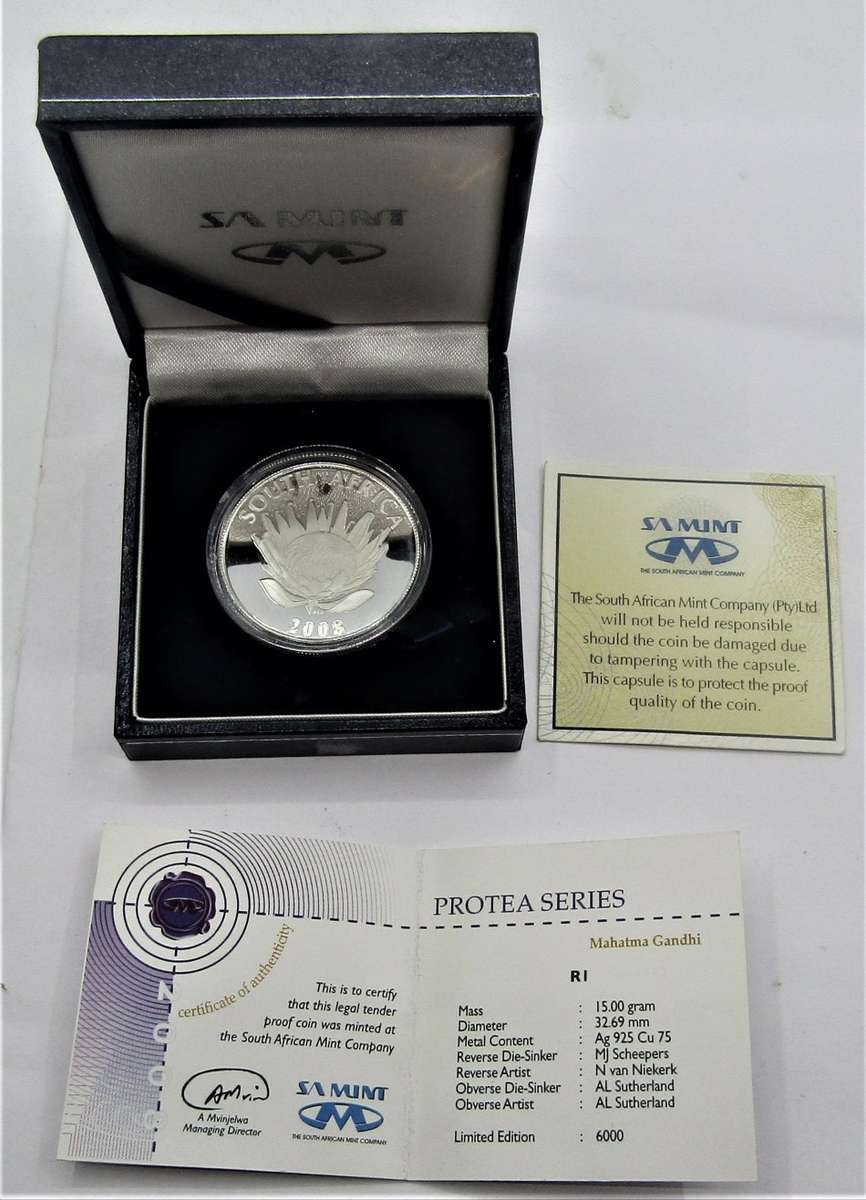 SA MINT
SOUTH AFRICA
2008
SA MINT
THE SOUTH AFRICAN MINT COMPANY
The South African Mint Company (Pty)Ltd
will not be held responsible
should the coin be damaged due
to tampering with the capsule.
This capsule is to protect the proof
quality of the coin.
certificate of authenticity
This is to certify
that this legal tender
proof coin was minted at
the South African Mint Company
A Mvinjelwa
Managing Director
SA MINT
THE SOUTH AFRICAN MINT COMPANY
PROTEA SERIES
Mahatma Gandhi
R1
Mass : 15.00 gram
Diameter : 32.69 mm
Metal Content : Ag 925 Cu 75
Reverse Die-Sinker : MJ Scheepers
Reverse Artist : N van Niekerk
Obverse Die-Sinker : AL Sutherland
Obverse Artist : AL Sutherland
Limited Edition : 6000